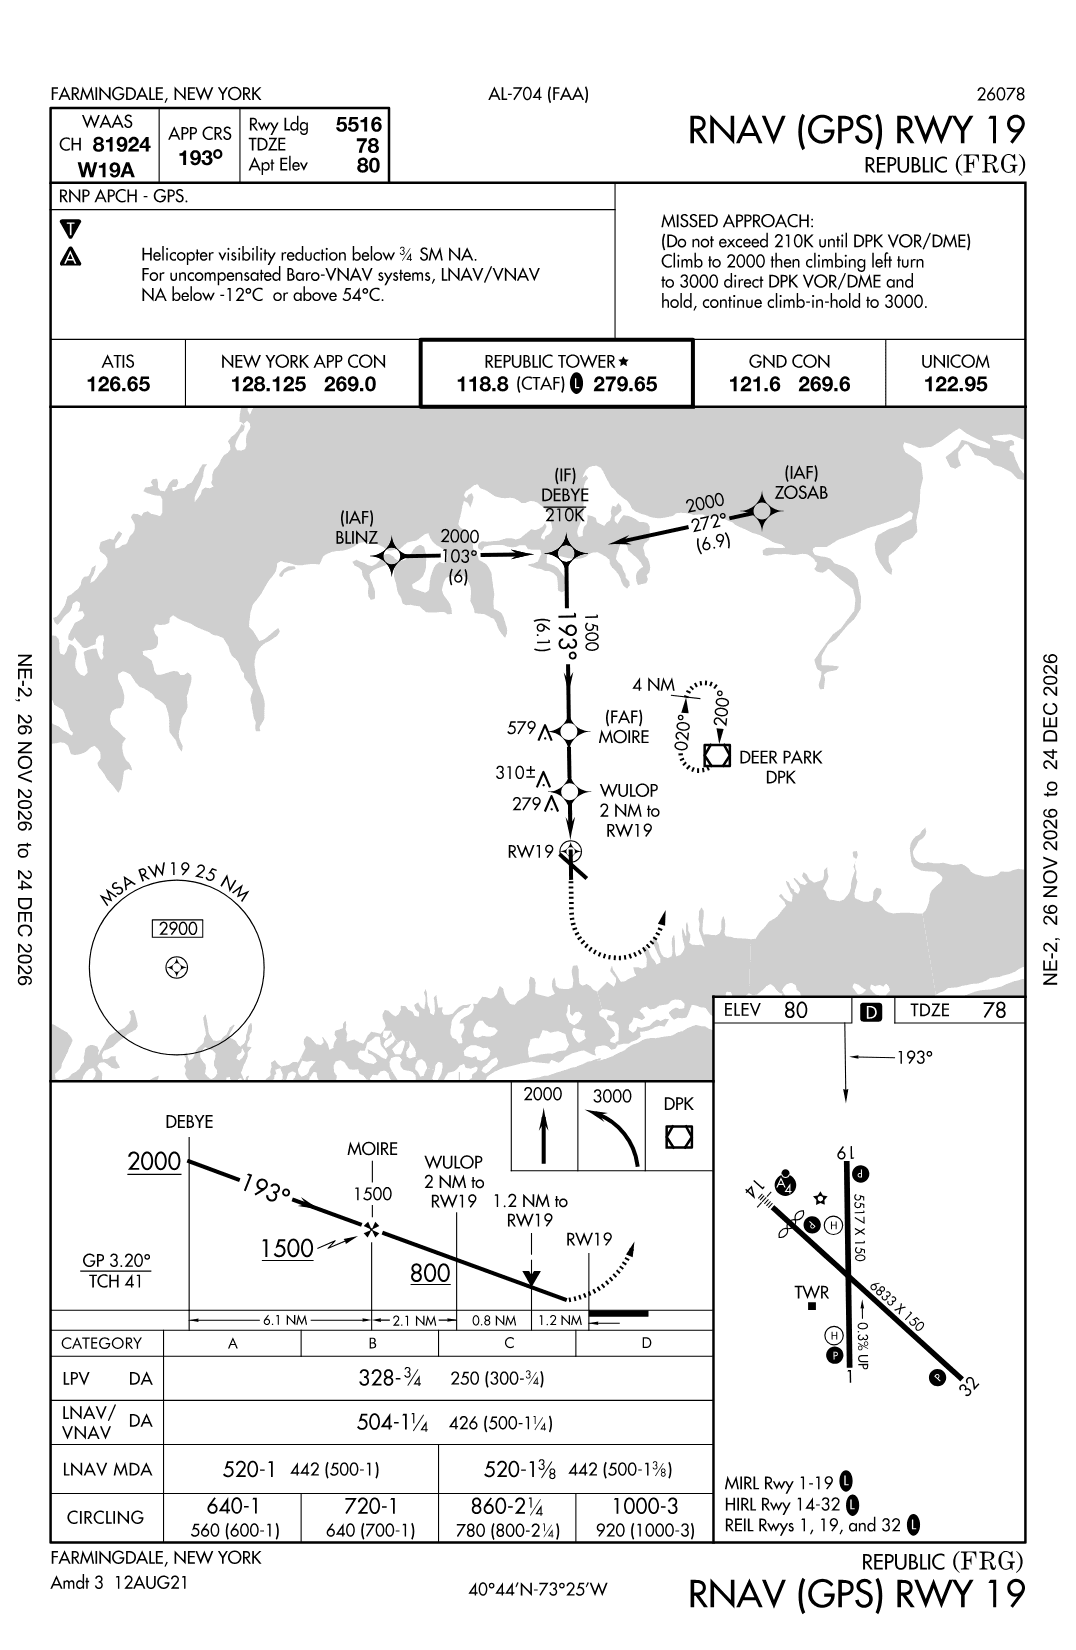 FARMINGDALE, NEW YORK
AL-704 (FAA)
26078
WAAS
CH 81924
W19A
APP CRS
193°
Rwy Ldg 5516
TDZE 78
Apt Elev 80
RNAV (GPS) RWY 19
REPUBLIC (FRG)
RNP APCH - GPS.
T
A
Helicopter visibility reduction below ¾ SM NA.
For uncompensated Baro-VNAV systems, LNAV/VNAV
NA below -12°C or above 54°C.
MISSED APPROACH:
(Do not exceed 210K until DPK VOR/DME)
Climb to 2000 then climbing left turn
to 3000 direct DPK VOR/DME and
hold, continue climb-in-hold to 3000.
ATIS
126.65
NEW YORK APP CON
128.125 269.0
REPUBLIC TOWER★
118.8 (CTAF) L 279.65
GND CON
121.6 269.6
UNICOM
122.95
(IAF)
BLINZ
2000
103°
(6)
(IF)
DEBYE
210K
2000
272°
(6.9)
(IAF)
ZOSAB
1500
193°
(6.1)
4 NM
020°
200°
DEER PARK
DPK
579
(FAF)
MOIRE
310±
279
WULOP
2 NM to
RW19
RW19
MSA RW19 25 NM
2900
NE-2, 26 NOV 2026 to 24 DEC 2026
NE-2, 26 NOV 2026 to 24 DEC 2026
ELEV 80
D
TDZE 78
193°
19
P
14
A4
P
H
5517 X 150
TWR
6833 X 150
0.3% UP
H
P
1
P
32
MIRL Rwy 1-19 L
HIRL Rwy 14-32 L
REIL Rwys 1, 19, and 32 L
2000
3000
DPK
DEBYE
2000
193°
MOIRE
1500
1500
WULOP
2 NM to
RW19
1.2 NM to
RW19
RW19
800
GP 3.20°
TCH 41
6.1 NM
2.1 NM
0.8 NM
1.2 NM
CATEGORY A B C D
LPV DA 328-¾ 250 (300-¾)
LNAV/
VNAV DA 504-1¼ 426 (500-1¼)
LNAV MDA 520-1 442 (500-1) 520-1⅜ 442 (500-1⅜)
CIRCLING
640-1
560 (600-1)
720-1
640 (700-1)
860-2¼
780 (800-2¼)
1000-3
920 (1000-3)
FARMINGDALE, NEW YORK
Amdt 3 12AUG21
40°44'N-73°25'W
REPUBLIC (FRG)
RNAV (GPS) RWY 19